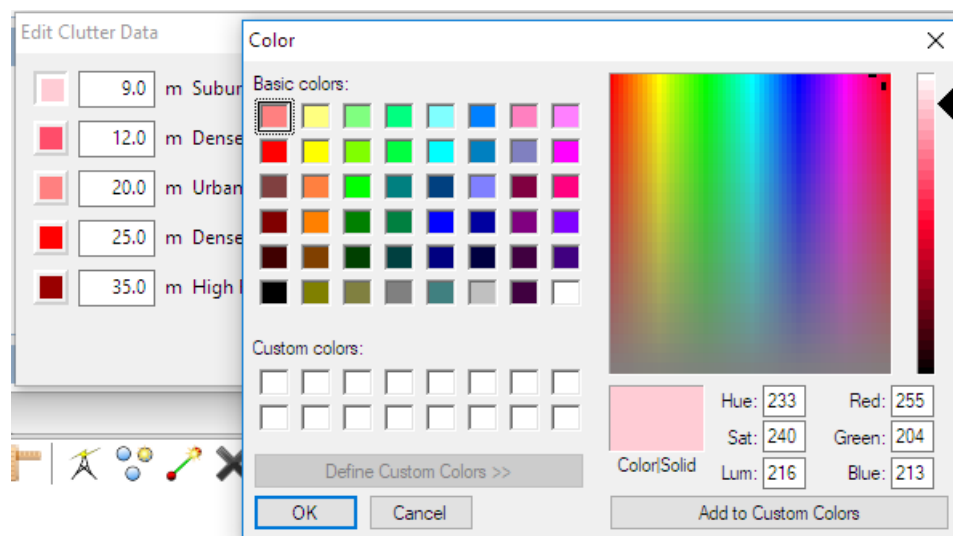 Edit Clutter Data
9.0 m Subur
12.0 m Dense
20.0 m Urban
25.0 m Dense
35.0 m High
Color
Basic colors:
Custom colors:
Define Custom Colors >>
OK Cancel
Color|Solid
Hue: 233 Red: 255
Sat: 240 Green: 204
Lum: 216 Blue: 213
Add to Custom Colors